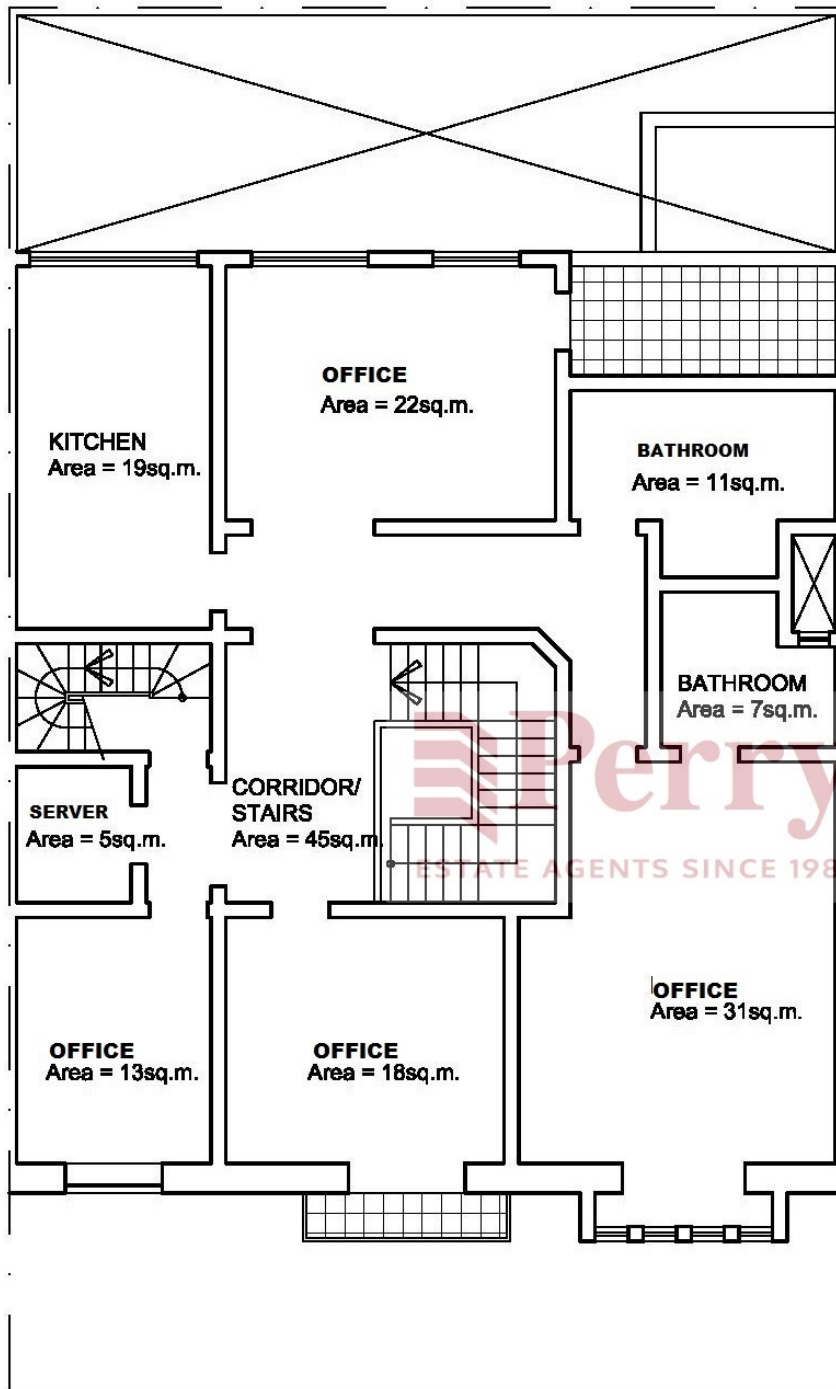 OFFICE
Area = 22sq.m.
KITCHEN
Area = 19sq.m.
BATHROOM
Area = 11sq.m.
BATHROOM
Area = 7sq.m.
CORRIDOR/
STAIRS
Area = 45sq.m.
SERVER
Area = 5sq.m.
Perry
ESTATE AGENTS SINCE 198
OFFICE
Area = 31sq.m.
OFFICE
Area = 13sq.m.
OFFICE
Area = 18sq.m.